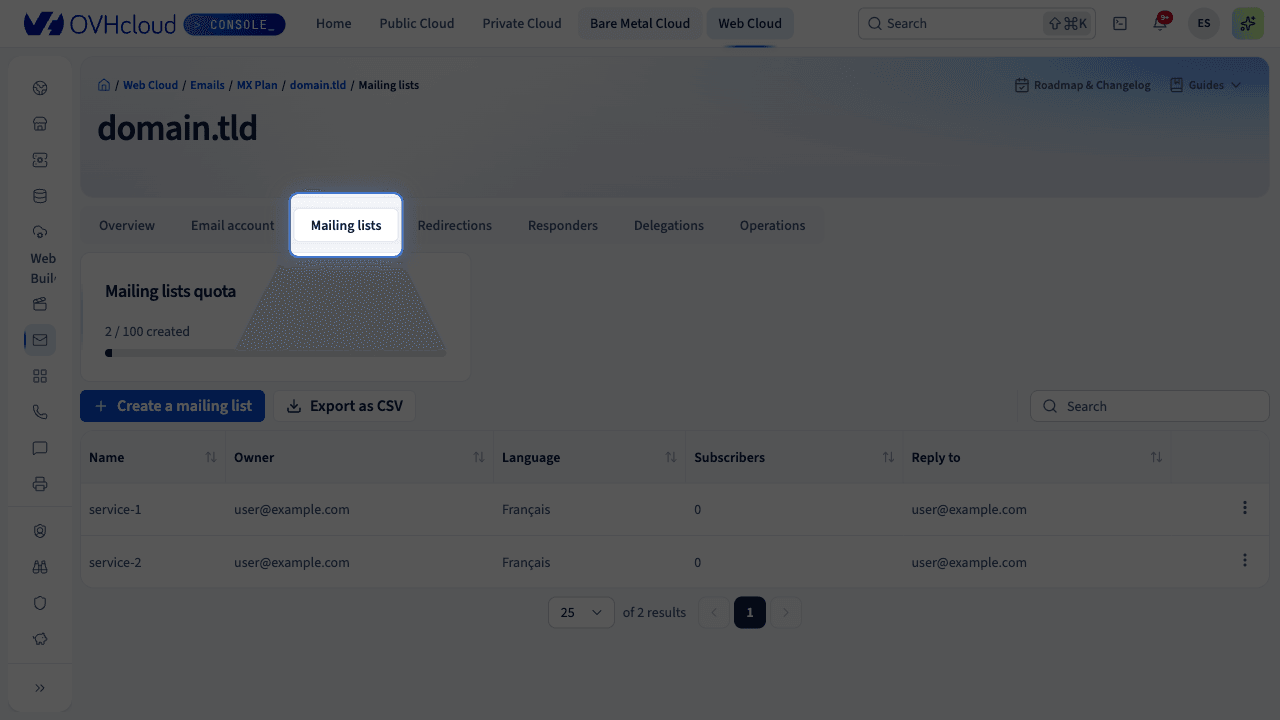 OVHcloud
> CONSOLE_
Home
Public Cloud
Private Cloud
Bare Metal Cloud
Web Cloud
Search
⇧⌘K
9+
ES
/ Web Cloud / Emails / MX Plan / domain.tld / Mailing lists
Roadmap & Changelog
Guides
domain.tld
Web
Buil
Overview
Email account
Mailing lists
Redirections
Responders
Delegations
Operations
Mailing lists quota
2 / 100 created
Create a mailing list
Export as CSV
Search
Name Owner Language Subscribers Reply to
service-1 user@example.com Français 0 user@example.com
service-2 user@example.com Français 0 user@example.com
25 of 2 results 1